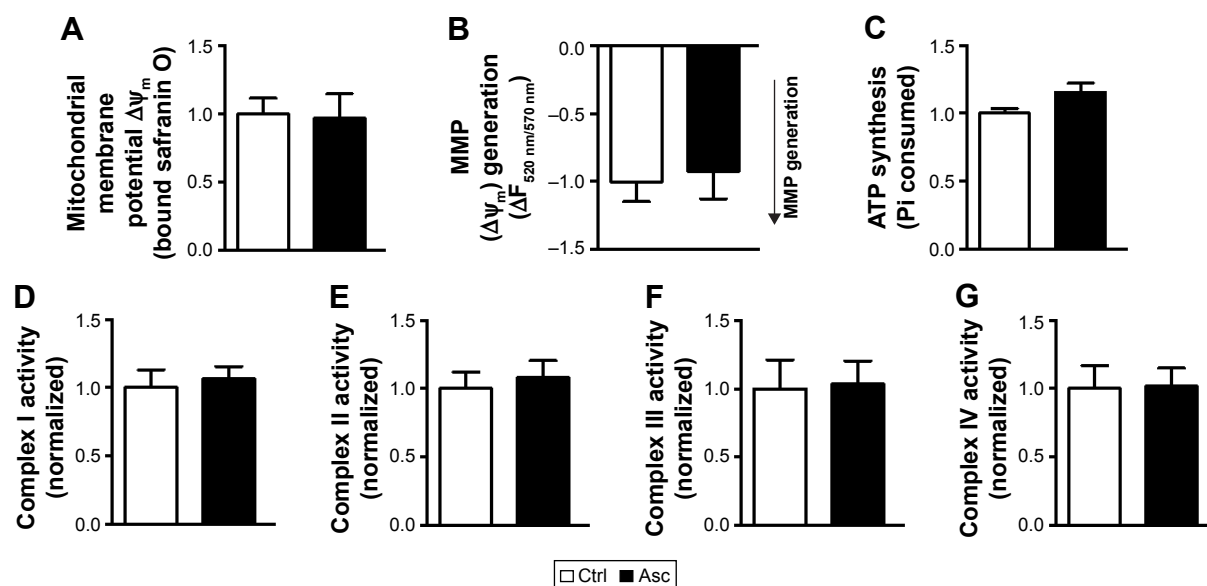 A
Mitochondrial
membrane
potential Δψm
(bound safranin O)
1.5
1.0
0.5
0.0
B
MMP
(Δψm) generation
(ΔF520 nm/570 nm)
0.0
–0.5
–1.0
–1.5
MMP generation
C
ATP synthesis
(Pi consumed)
1.5
1.0
0.5
0.0
D
Complex I activity
(normalized)
1.5
1.0
0.5
0.0
E
Complex II activity
(normalized)
1.5
1.0
0.5
0.0
F
Complex III activity
(normalized)
1.5
1.0
0.5
0.0
G
Complex IV activity
(normalized)
1.5
1.0
0.5
0.0
Ctrl Asc